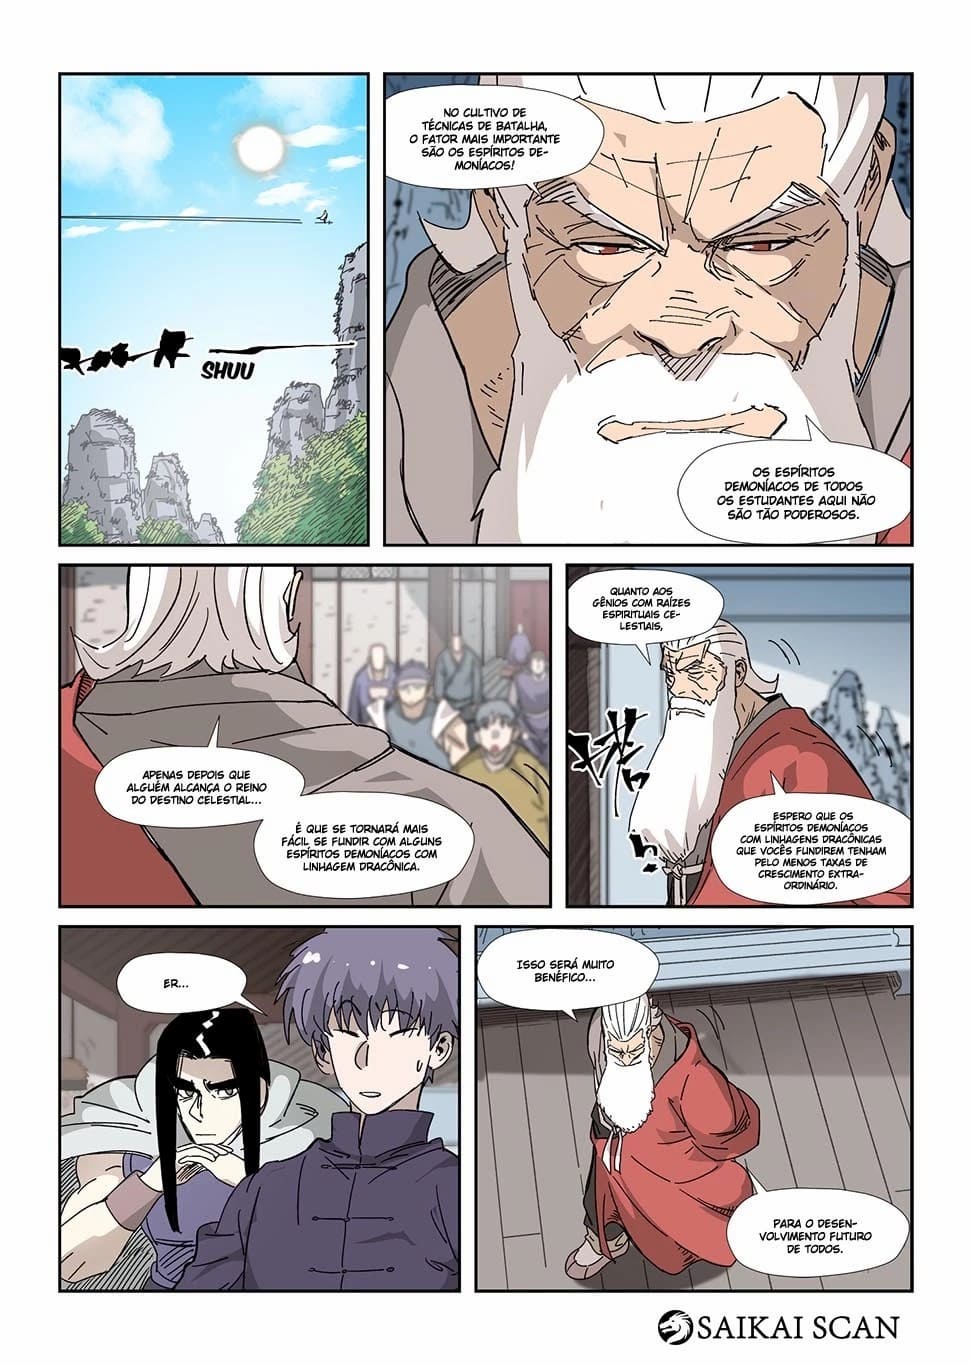 SHUU
NO CULTIVO DE
TÉCNICAS DE BATALHA,
O FATOR MAIS IMPORTANTE
SÃO OS ESPÍRITOS DE-
MONÍACOS!
OS ESPÍRITOS
DEMONÍACOS DE TODOS
OS ESTUDANTES AQUI NÃO
SÃO TÃO PODEROSOS.
APENAS DEPOIS QUE
ALGUÉM ALCANÇA O REINO
DO DESTINO CELESTIAL...
É QUE SE TORNARÁ MAIS
FÁCIL SE FUNDIR COM ALGUNS
ESPÍRITOS DEMONÍACOS COM
LINHAGEM DRACÔNICA.
QUANTO AOS
GÊNIOS COM RAÍZES
ESPIRITUAIS CE-
LESTIAIS,
ESPERO QUE OS
ESPÍRITOS DEMONÍACOS
COM LINHAGENS DRACÔNICAS
QUE VOCÊS FUNDIREM TENHAM
PELO MENOS TAXAS DE
CRESCIMENTO EXTRA-
ORDINÁRIO.
ER...
ISSO SERÁ MUITO
BENÉFICO...
PARA O DESEN-
VOLVIMENTO FUTURO
DE TODOS.
SAIKAI SCAN